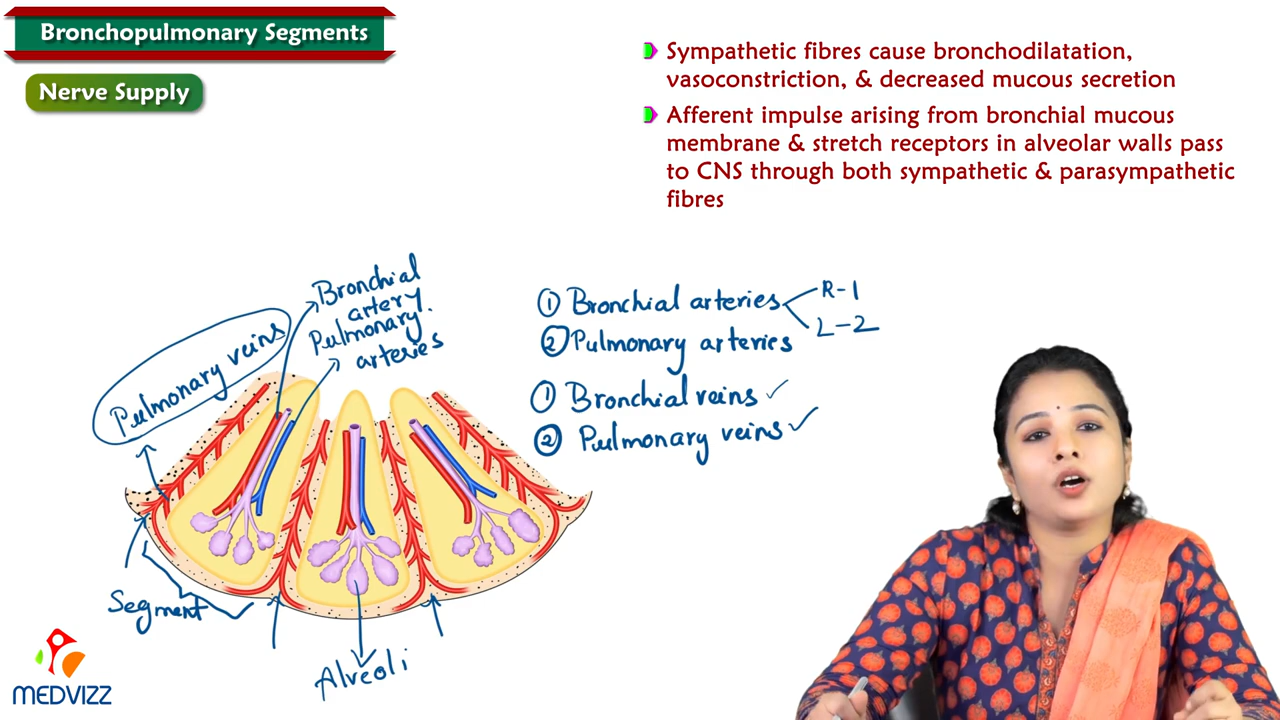 Bronchopulmonary Segments
Nerve Supply
Sympathetic fibres cause bronchodilatation,
vasoconstriction, & decreased mucous secretion
Afferent impulse arising from bronchial mucous
membrane & stretch receptors in alveolar walls pass
to CNS through both sympathetic & parasympathetic
fibres
Bronchial
artery
Pulmonary.
arteries
Pulmonary veins
Segment
Alveoli
① Bronchial arteries
R-1
L-2
② Pulmonary arteries
① Bronchial veins ✓
② Pulmonary veins ✓
MEDVIZZ